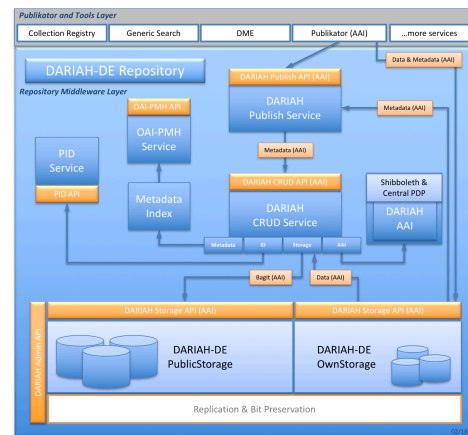 Publikator and Tools Layer
Collection Registry
Generic Search
DME
Publikator (AAI)
...more services
DARIAH-DE Repository
Repository Middleware Layer
DARIAH Publish API (AAI)
DARIAH
Publish Service
Data & Metadata (AAI)
Metadata (AAI)
OAI-PMH API
OAI-PMH
Service
PID
Service
PID API
Metadata (AAI)
Metadata
Index
DARIAH CRUD API (AAI)
DARIAH
CRUD Service
Metadata
ID
Storage
AAI
Shibboleth &
Central PDP
DARIAH
AAI
Bagit (AAI)
Data (AAI)
DARIAH Admin API
DARIAH Storage API (AAI)
DARIAH Storage API (AAI)
DARIAH-DE
PublicStorage
DARIAH-DE
OwnStorage
Replication & Bit Preservation
02/18